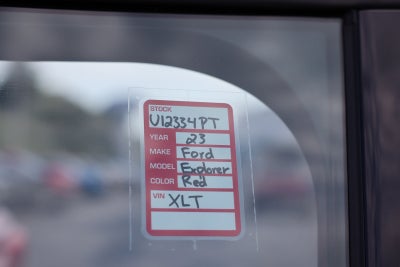 STOCK
U12334PT
YEAR 23
MAKE Ford
MODEL Explorer
COLOR Red
VIN XLT